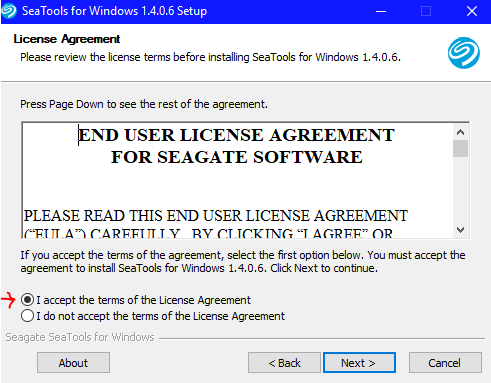 SeaTools for Windows 1.4.0.6 Setup
License Agreement
Please review the license terms before installing SeaTools for Windows 1.4.0.6.
Press Page Down to see the rest of the agreement.
END USER LICENSE AGREEMENT
FOR SEAGATE SOFTWARE
PLEASE READ THIS END USER LICENSE AGREEMENT
("EULA") CAREFULLY. BY CLICKING "I AGREE" OR
If you accept the terms of the agreement, select the first option below. You must accept the
agreement to install SeaTools for Windows 1.4.0.6. Click Next to continue.
I accept the terms of the License Agreement
I do not accept the terms of the License Agreement
Seagate SeaTools for Windows
About
< Back
Next >
Cancel